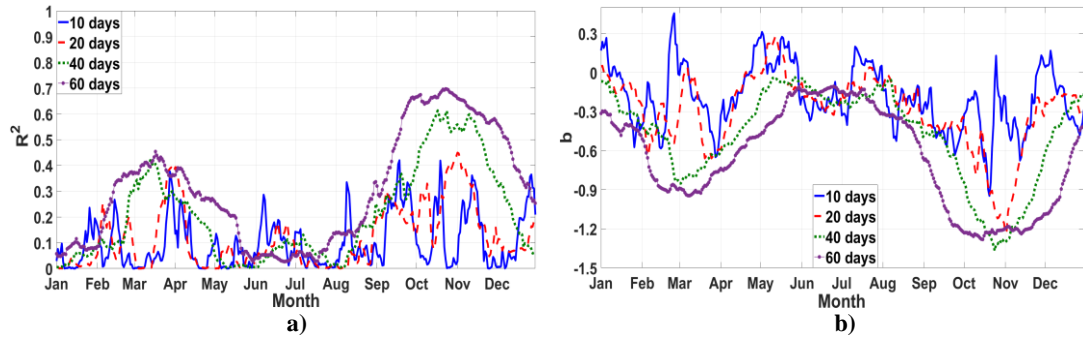 1
0.9
0.8
0.7
0.6
0.5
0.4
0.3
0.2
0.1
0
R²
10 days
20 days
40 days
60 days
Jan Feb Mar Apr May Jun Jul Aug Sep Oct Nov Dec
Month
a)
0.3
0
-0.3
-0.6
-0.9
-1.2
-1.5
b
10 days
20 days
40 days
60 days
Jan Feb Mar Apr May Jun Jul Aug Sep Oct Nov Dec
Month
b)